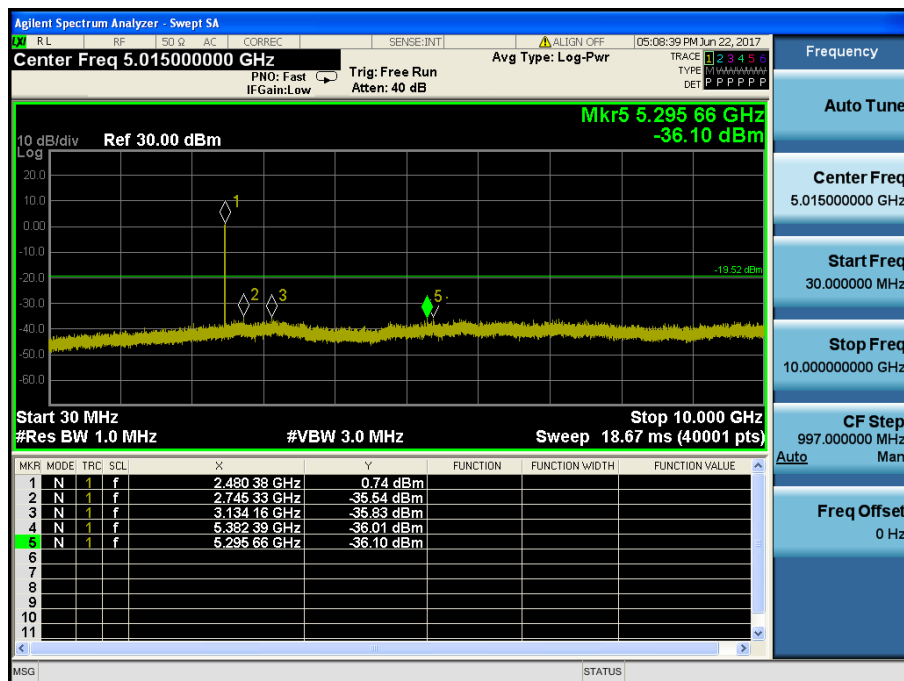 Agilent Spectrum Analyzer - Swept SA
LXI RL RF 50 Ω AC CORREC SENSE:INT ALIGN OFF 05:08:39 PM Jun 22, 2017
Center Freq 5.015000000 GHz
PNO: Fast
IFGain:Low
Trig: Free Run
Atten: 40 dB
Avg Type: Log-Pwr
TRACE 1 2 3 4 5 6
TYPE M
DET P P P P P P
Mkr5 5.295 66 GHz
-36.10 dBm
10 dB/div Ref 30.00 dBm
Log
20.0
10.0
0.00
-10.0
-20.0
-30.0
-40.0
-50.0
-60.0
1
2
3
5
-19.52 dBm
Start 30 MHz Stop 10.000 GHz
#Res BW 1.0 MHz #VBW 3.0 MHz Sweep 18.67 ms (40001 pts)
MKR MODE TRC SCL X Y FUNCTION FUNCTION WIDTH FUNCTION VALUE
1 N 1 f 2.480 38 GHz 0.74 dBm
2 N 1 f 2.745 33 GHz -35.54 dBm
3 N 1 f 3.134 16 GHz -35.83 dBm
4 N 1 f 5.382 39 GHz -36.01 dBm
5 N 1 f 5.295 66 GHz -36.10 dBm
6
7
8
9
10
11
MSG STATUS
Frequency
Auto Tune
Center Freq
5.015000000 GHz
Start Freq
30.000000 MHz
Stop Freq
10.000000000 GHz
CF Step
997.000000 MHz
Auto Man
Freq Offset
0 Hz